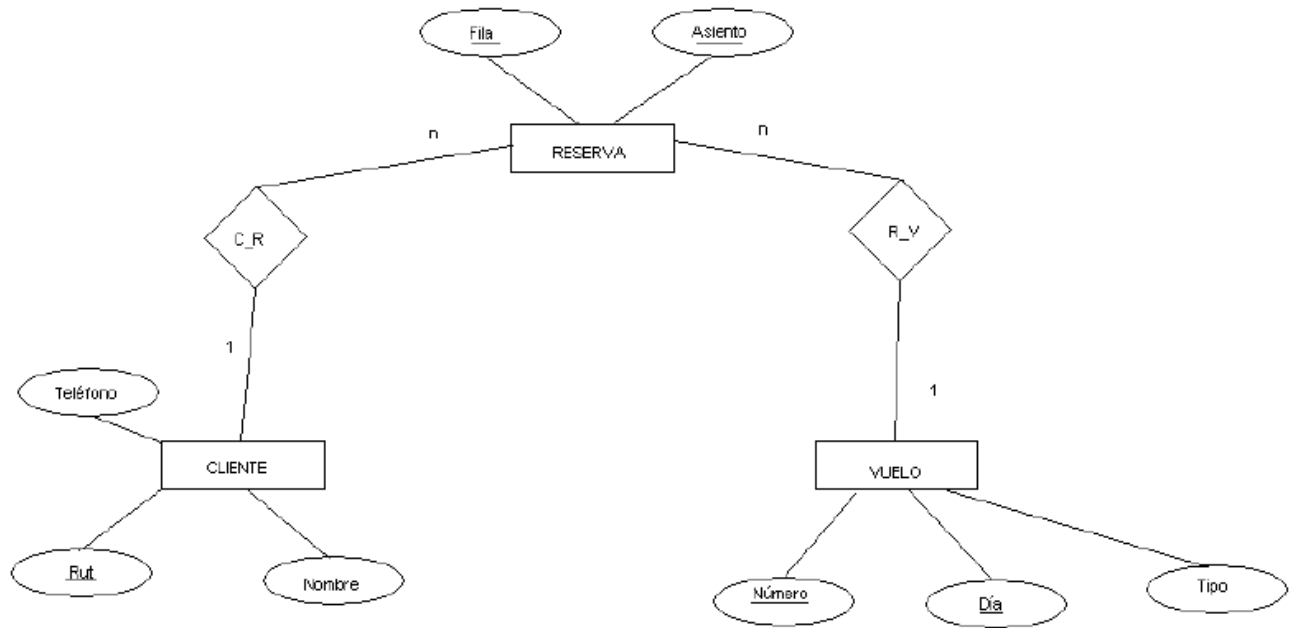 Fila
Asiento
n
n
RESERVA
C_R
R_V
1
1
Teléfono
CLIENTE
VUELO
Rut
Nombre
Número
Día
Tipo